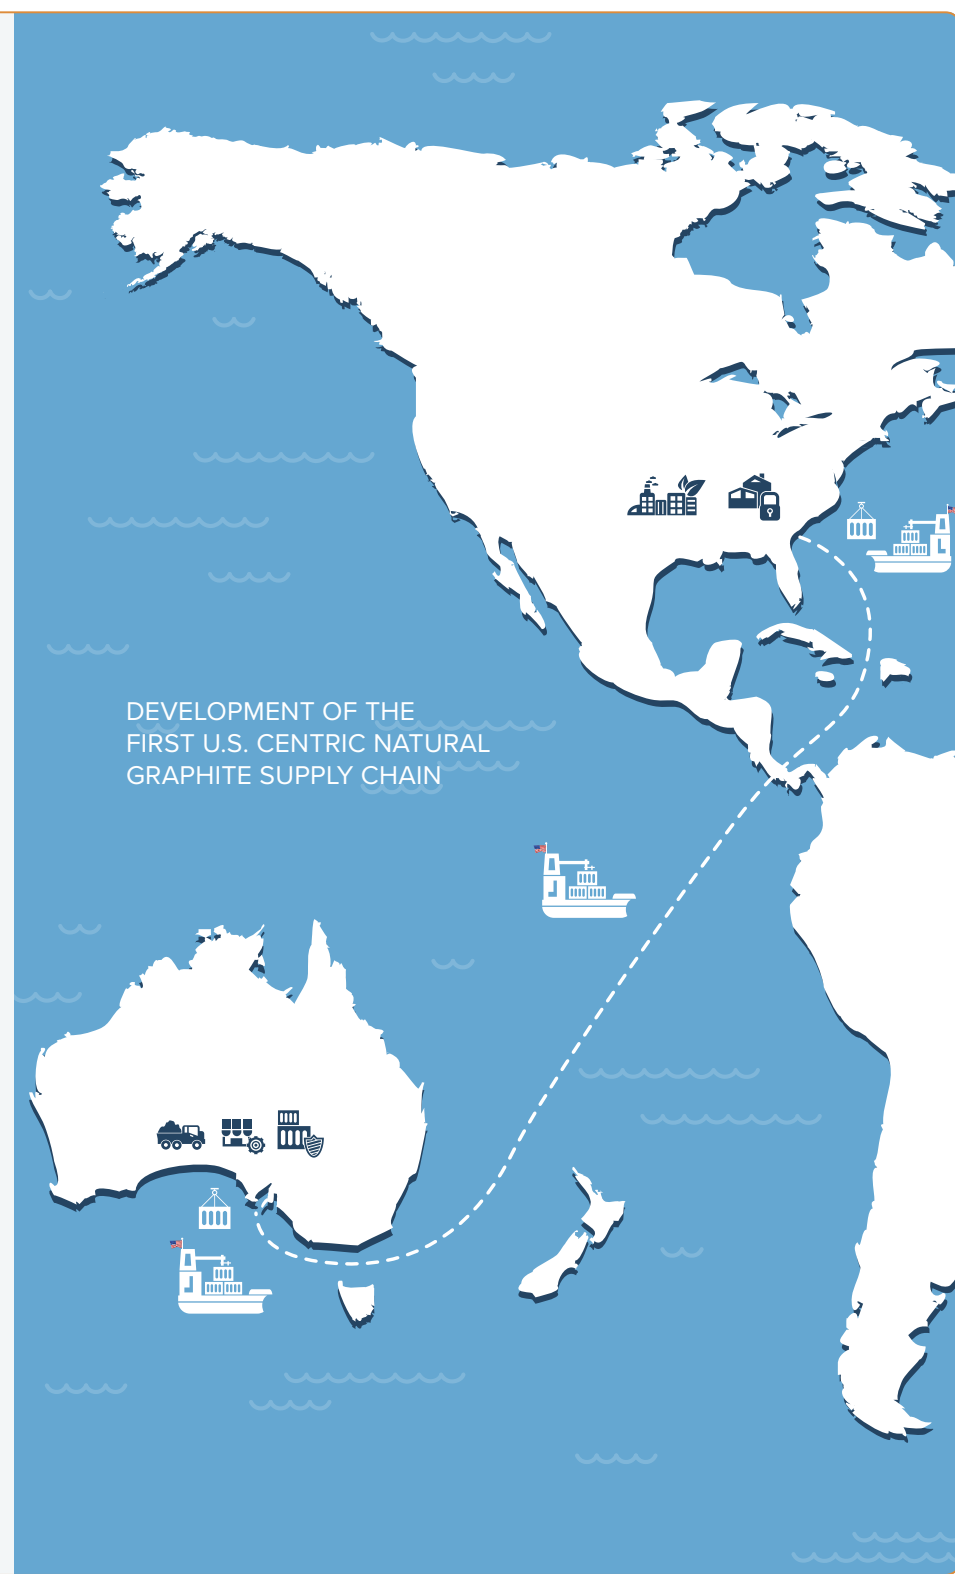 DEVELOPMENT OF THE
FIRST U.S. CENTRIC NATURAL
GRAPHITE SUPPLY CHAIN